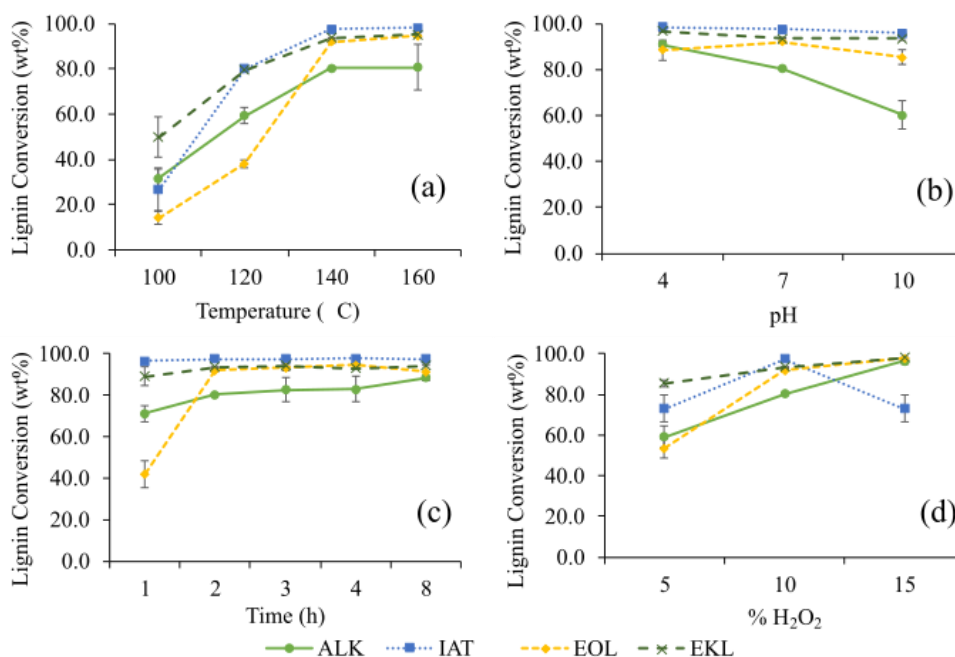 Lignin Conversion (wt%)
100.0
80.0
60.0
40.0
20.0
0.0
100 120 140 160
Temperature ( C)
(a)
Lignin Conversion (wt%)
100.0
80.0
60.0
40.0
20.0
0.0
4 7 10
pH
(b)
Lignin Conversion (wt%)
100.0
80.0
60.0
40.0
20.0
0.0
1 2 3 4 8
Time (h)
(c)
Lignin Conversion (wt%)
100.0
80.0
60.0
40.0
20.0
0.0
5 10 15
% H₂O₂
(d)
ALK IAT EOL EKL